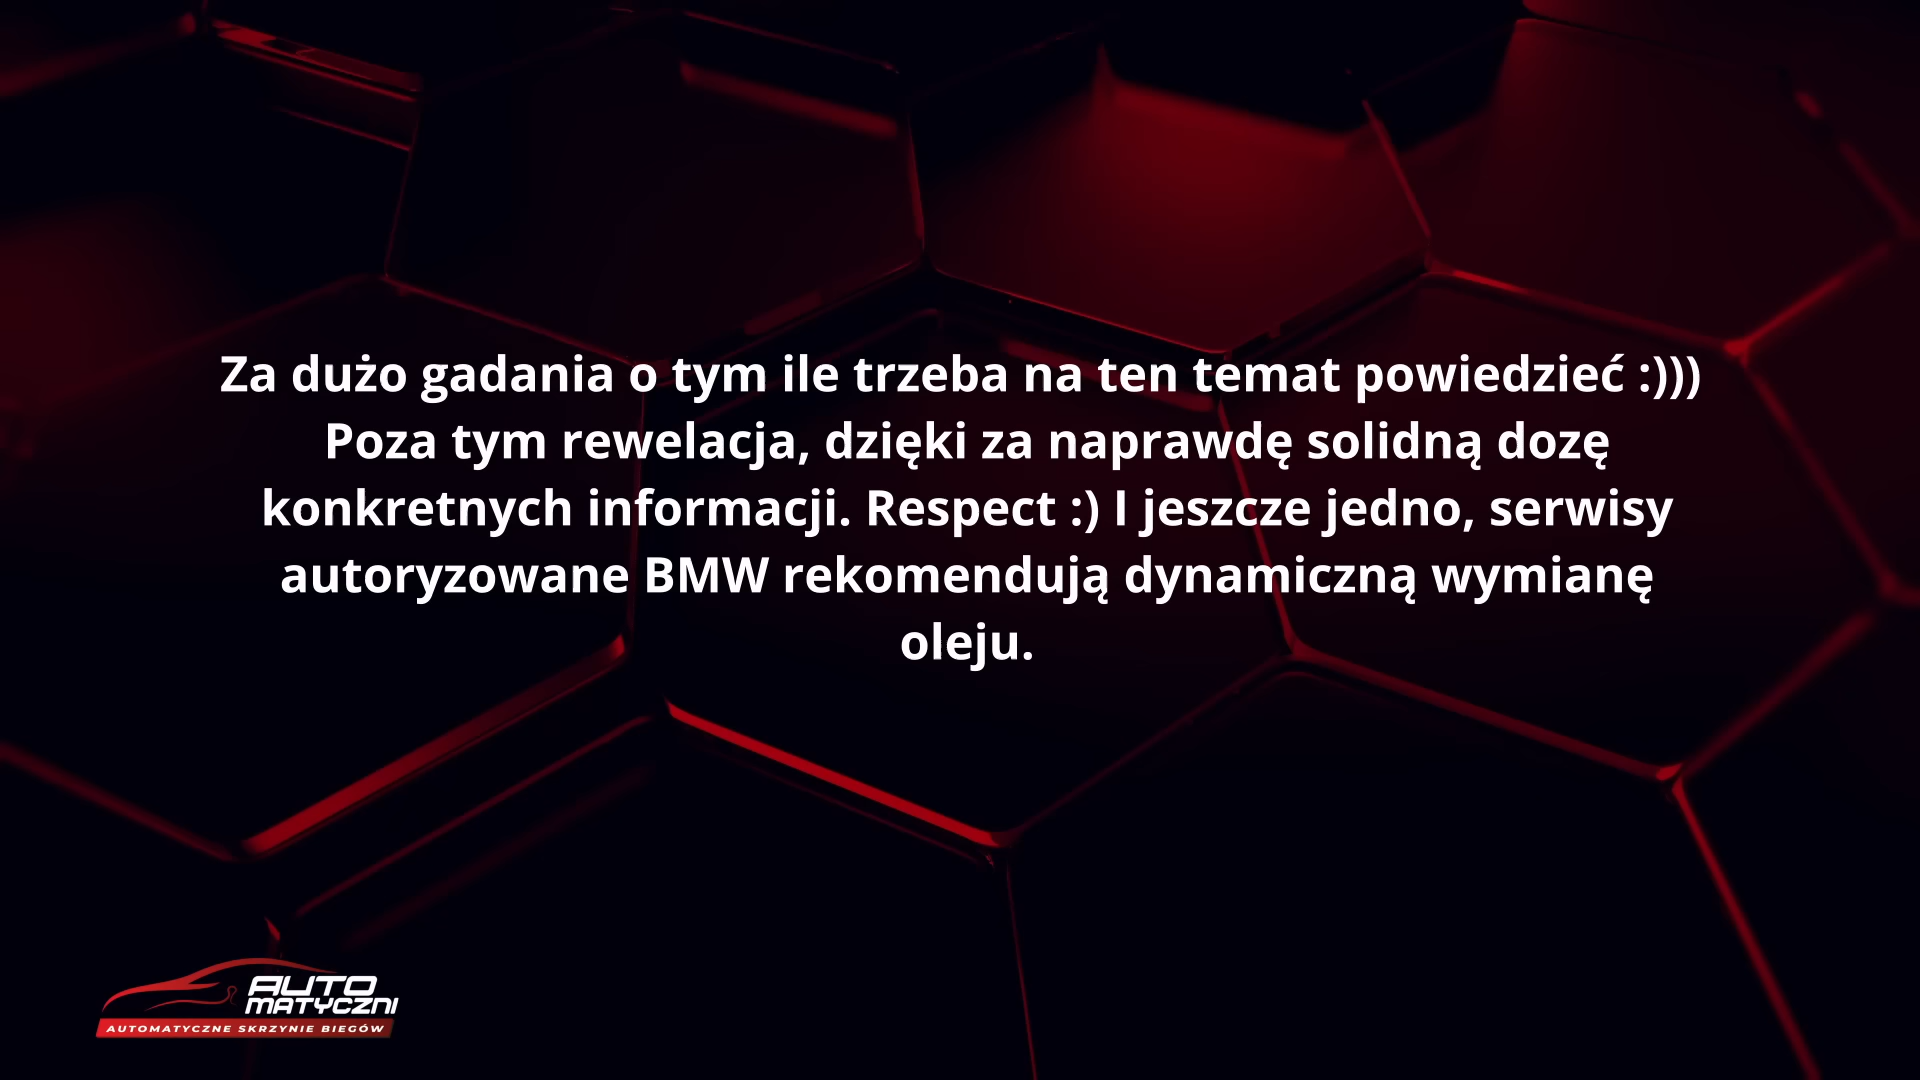 Za dużo gadania o tym ile trzeba na ten temat powiedzieć :)))
Poza tym rewelacja, dzięki za naprawdę solidną dozę
konkretnych informacji. Respect :) I jeszcze jedno, serwisy
autoryzowane BMW rekomendują dynamiczną wymianę
oleju.
AUTO
MATYCZNI
AUTOMATYCZNE SKRZYNIE BIEGÓW